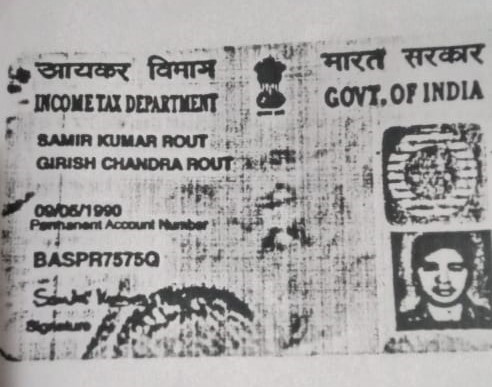 आयकर विभाग
INCOME TAX DEPARTMENT
भारत सरकार
GOVT. OF INDIA
SAMIR KUMAR ROUT
GIRISH CHANDRA ROUT
09/05/1990
Permanent Account Number
BASPR7575Q
Signature